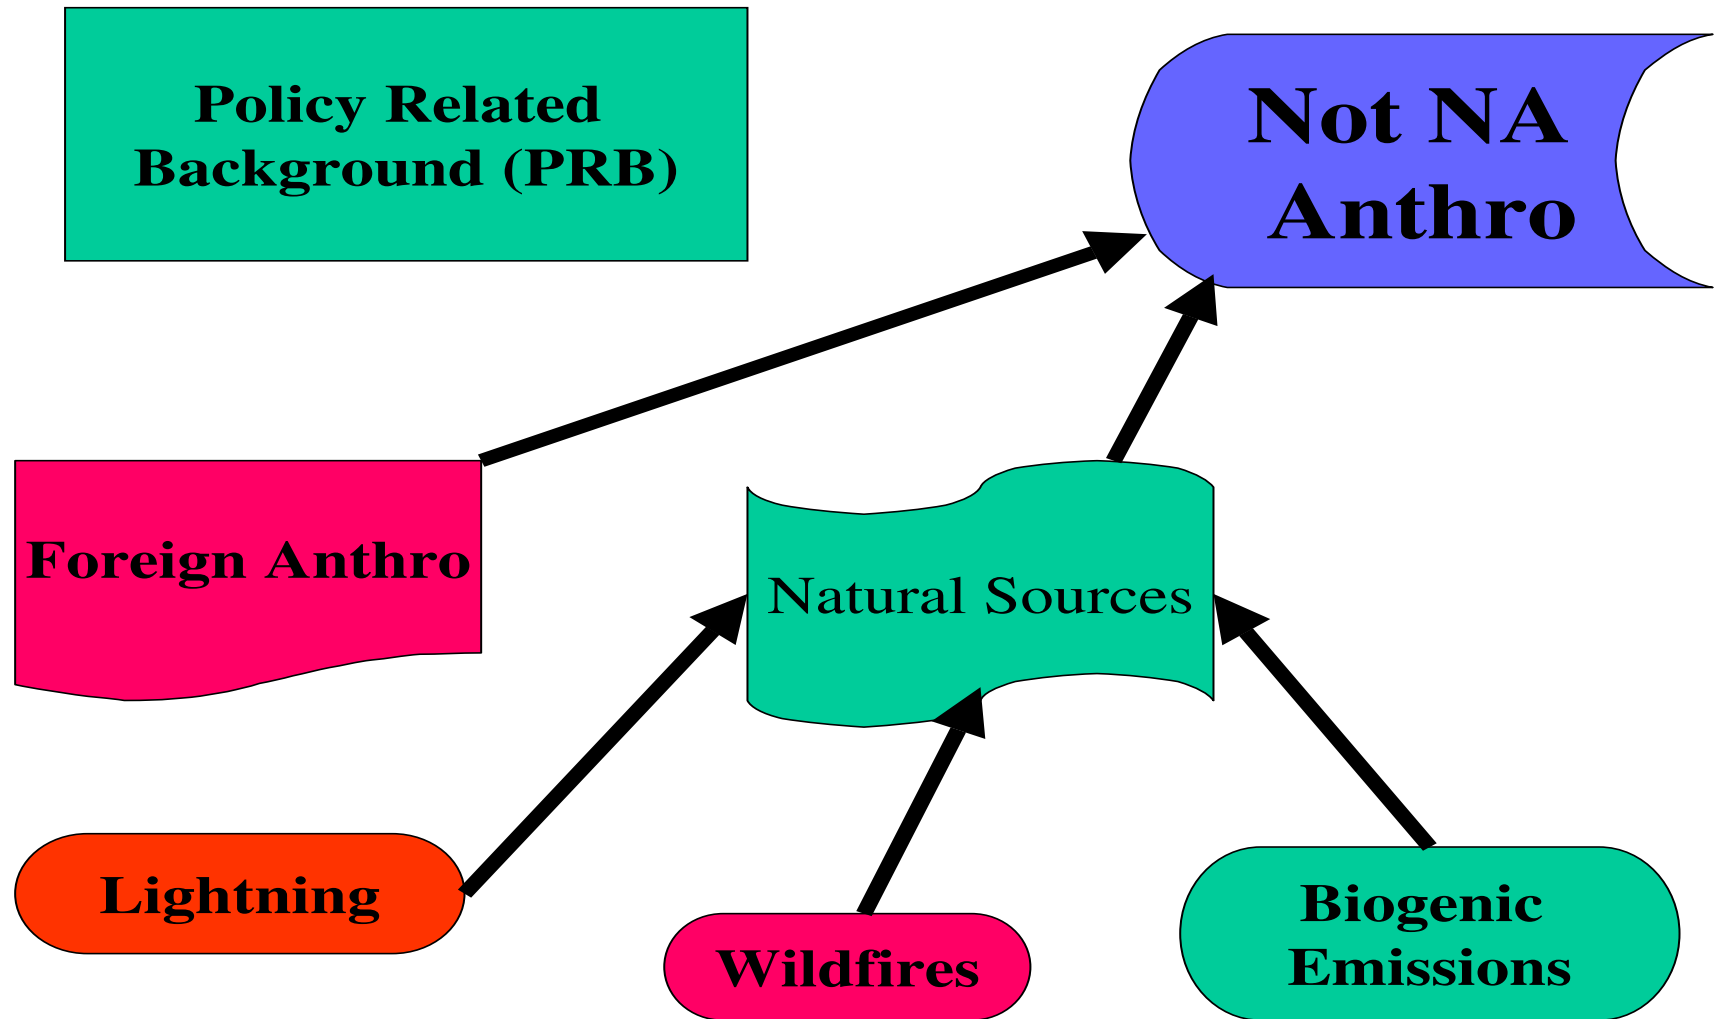 Policy Related
Background (PRB)
Not NA
Anthro
Foreign Anthro
Natural Sources
Lightning
Wildfires
Biogenic
Emissions